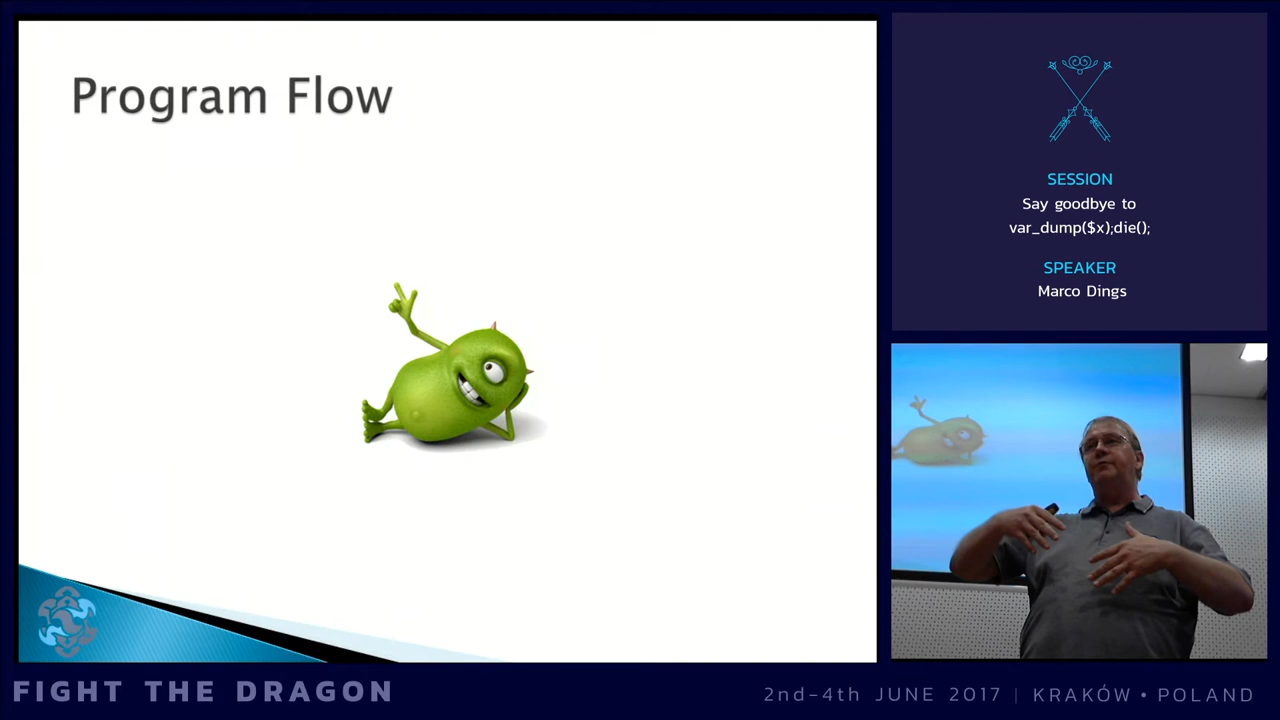 Program Flow
SESSION
Say goodbye to
var_dump($x);die();
SPEAKER
Marco Dings
FIGHT THE DRAGON
2nd-4th JUNE 2017 | KRAKÓW • POLAND